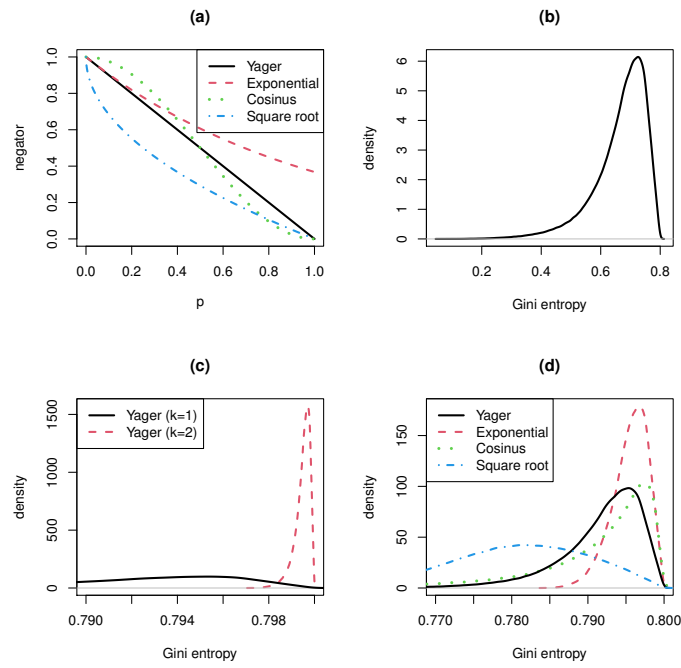 (a)
negator
0.0 0.2 0.4 0.6 0.8 1.0
Yager
Exponential
Cosinus
Square root
0.0 0.2 0.4 0.6 0.8 1.0
p
(b)
density
0 1 2 3 4 5 6
0.2 0.4 0.6 0.8
Gini entropy
(c)
density
0 500 1000 1500
Yager (k=1)
Yager (k=2)
0.790 0.794 0.798
Gini entropy
(d)
density
0 50 100 150
Yager
Exponential
Cosinus
Square root
0.770 0.780 0.790 0.800
Gini entropy